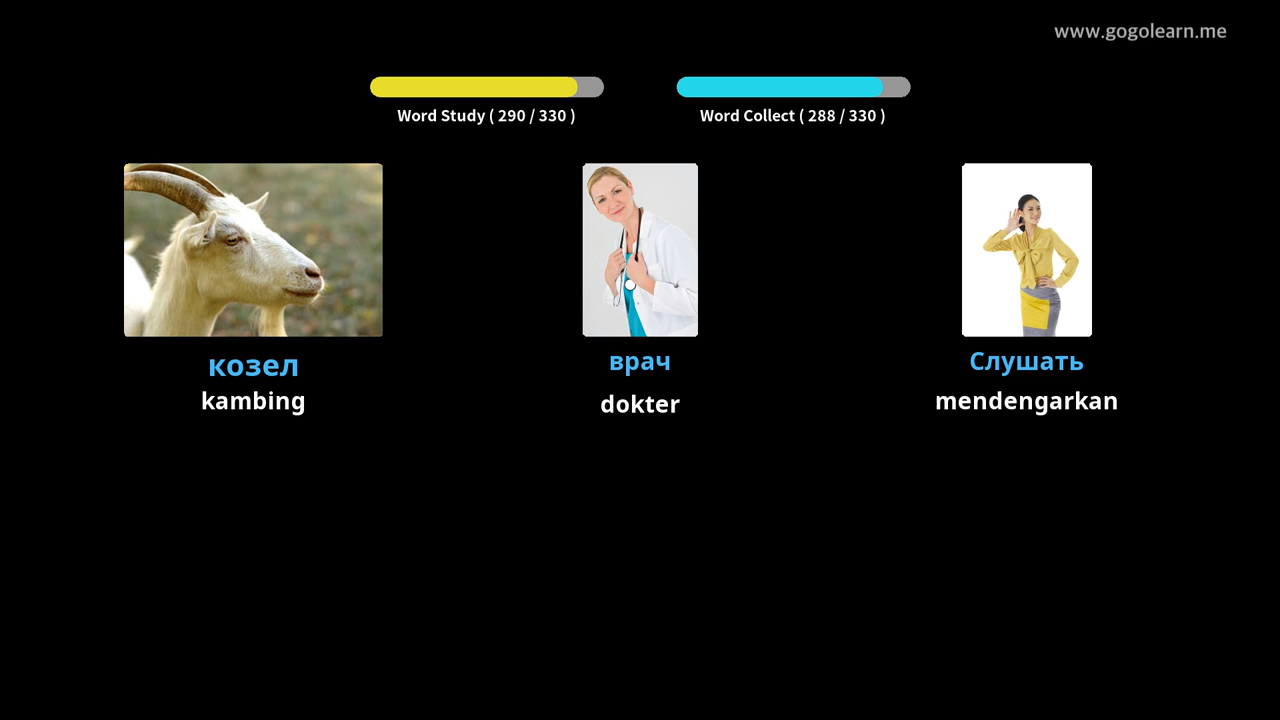 www.gogolearn.me
Word Study ( 290 / 330 )
Word Collect ( 288 / 330 )
козел
kambing
врач
dokter
Слушать
mendengarkan